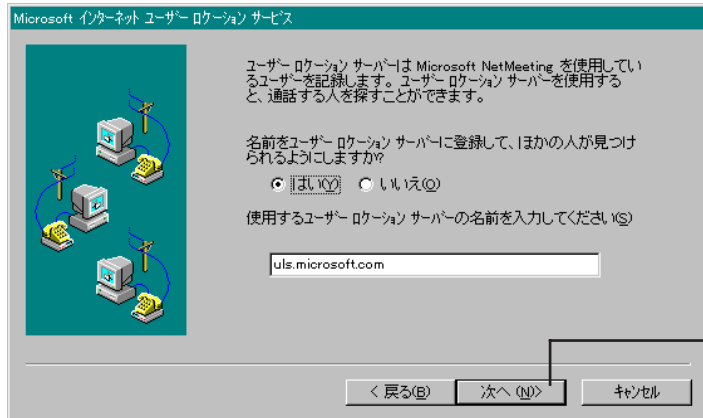 Microsoft ｲﾝﾀｰﾈｯﾄ ﾕｰｻﾞｰ ﾛｹｰｼｮﾝ ｻｰﾋﾞｽ
ﾕｰｻﾞｰ ﾛｹｰｼｮﾝ ｻｰﾊﾞｰは Microsoft NetMeeting を使用してい
るﾕｰｻﾞｰを記録します。ﾕｰｻﾞｰ ﾛｹｰｼｮﾝ ｻｰﾊﾞｰを使用する
と、通話する人を探すことができます。
名前をﾕｰｻﾞｰ ﾛｹｰｼｮﾝ ｻｰﾊﾞｰに登録して、ほかの人が見つけ
られるようにしますか?
はい(Y) いいえ(O)
使用するﾕｰｻﾞｰ ﾛｹｰｼｮﾝ ｻｰﾊﾞｰの名前を入力してください(S)
uls.microsoft.com
< 戻る(B) 次へ (N)> ｷｬﾝｾﾙ